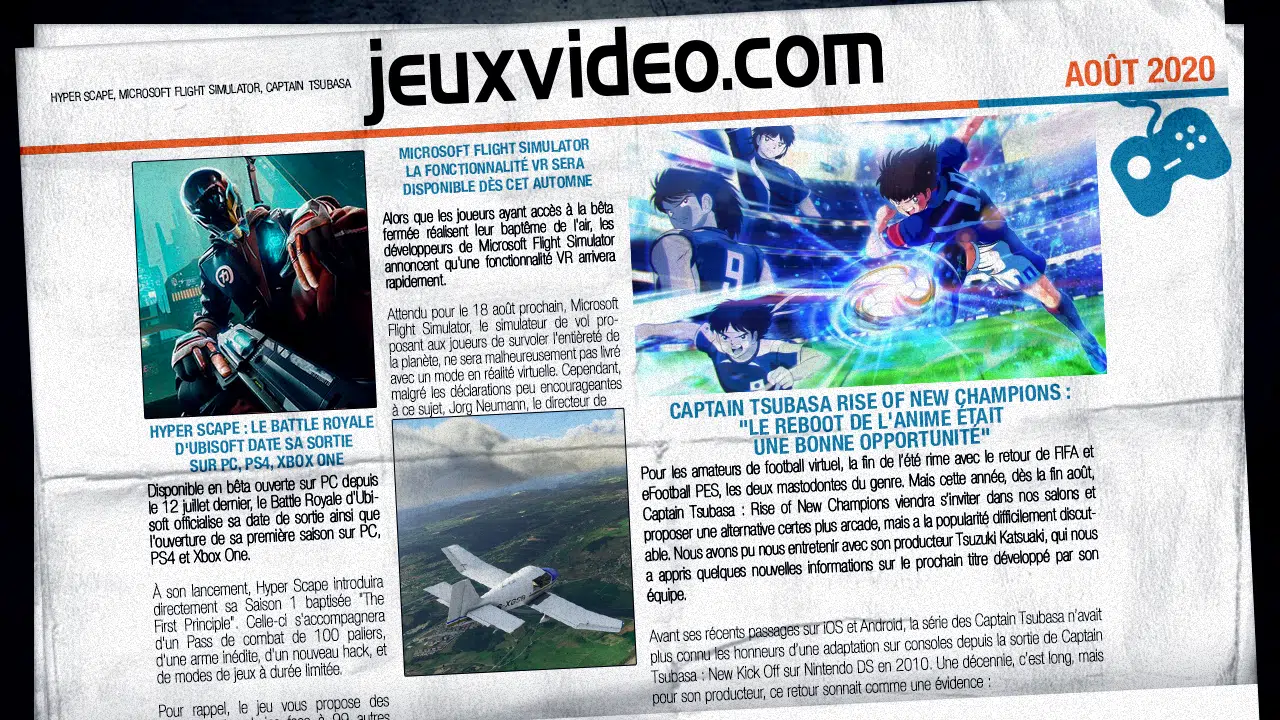 jeuxvideo.com
HYPER SCAPE, MICROSOFT FLIGHT SIMULATOR, CAPTAIN TSUBASA
AOÛT 2020
HYPER SCAPE : LE BATTLE ROYALE
D'UBISOFT DATE SA SORTIE
SUR PC, PS4, XBOX ONE
Disponible en bêta ouverte sur PC depuis
le 12 juillet dernier, le Battle Royale d'Ubi-
soft officialise sa date de sortie ainsi que
l'ouverture de sa première saison sur PC,
PS4 et Xbox One.
À son lancement, Hyper Scape introduira
directement sa Saison 1 baptisée "The
First Principle". Celle-ci s'accompagnera
d'un Pass de combat de 100 paliers,
d'une arme inédite, d'un nouveau hack, et
de modes de jeux à durée limitée.
Pour rappel, le jeu vous propose des
face à 99 autres
MICROSOFT FLIGHT SIMULATOR
LA FONCTIONNALITÉ VR SERA
DISPONIBLE DÈS CET AUTOMNE
Alors que les joueurs ayant accès à la bêta
fermée réalisent leur baptême de l'air, les
développeurs de Microsoft Flight Simulator
annoncent qu'une fonctionnalité VR arrivera
rapidement.
Attendu pour le 18 août prochain, Microsoft
Flight Simulator, le simulateur de vol pro-
posant aux joueurs de survoler l'entièreté de
la planète, ne sera malheureusement pas livré
avec un mode en réalité virtuelle. Cependant,
malgré les déclarations peu encourageantes
à ce sujet, Jorg Neumann, le directeur de
9
CAPTAIN TSUBASA RISE OF NEW CHAMPIONS :
"LE REBOOT DE L'ANIME ÉTAIT
UNE BONNE OPPORTUNITÉ"
Pour les amateurs de football virtuel, la fin de l'été rime avec le retour de FIFA et
eFootball PES, les deux mastodontes du genre. Mais cette année, dès la fin août,
Captain Tsubasa : Rise of New Champions viendra s'inviter dans nos salons et
proposer une alternative certes plus arcade, mais a la popularité difficilement discut-
able. Nous avons pu nous entretenir avec son producteur Tsuzuki Katsuaki, qui nous
a appris quelques nouvelles informations sur le prochain titre développé par son
équipe.
Avant ses récents passages sur iOS et Android, la série des Captain Tsubasa n'avait
plus connu les honneurs d'une adaptation sur consoles depuis la sortie de Captain
Tsubasa : New Kick Off sur Nintendo DS en 2010. Une décennie, c'est long, mais
pour son producteur, ce retour sonnait comme une évidence :